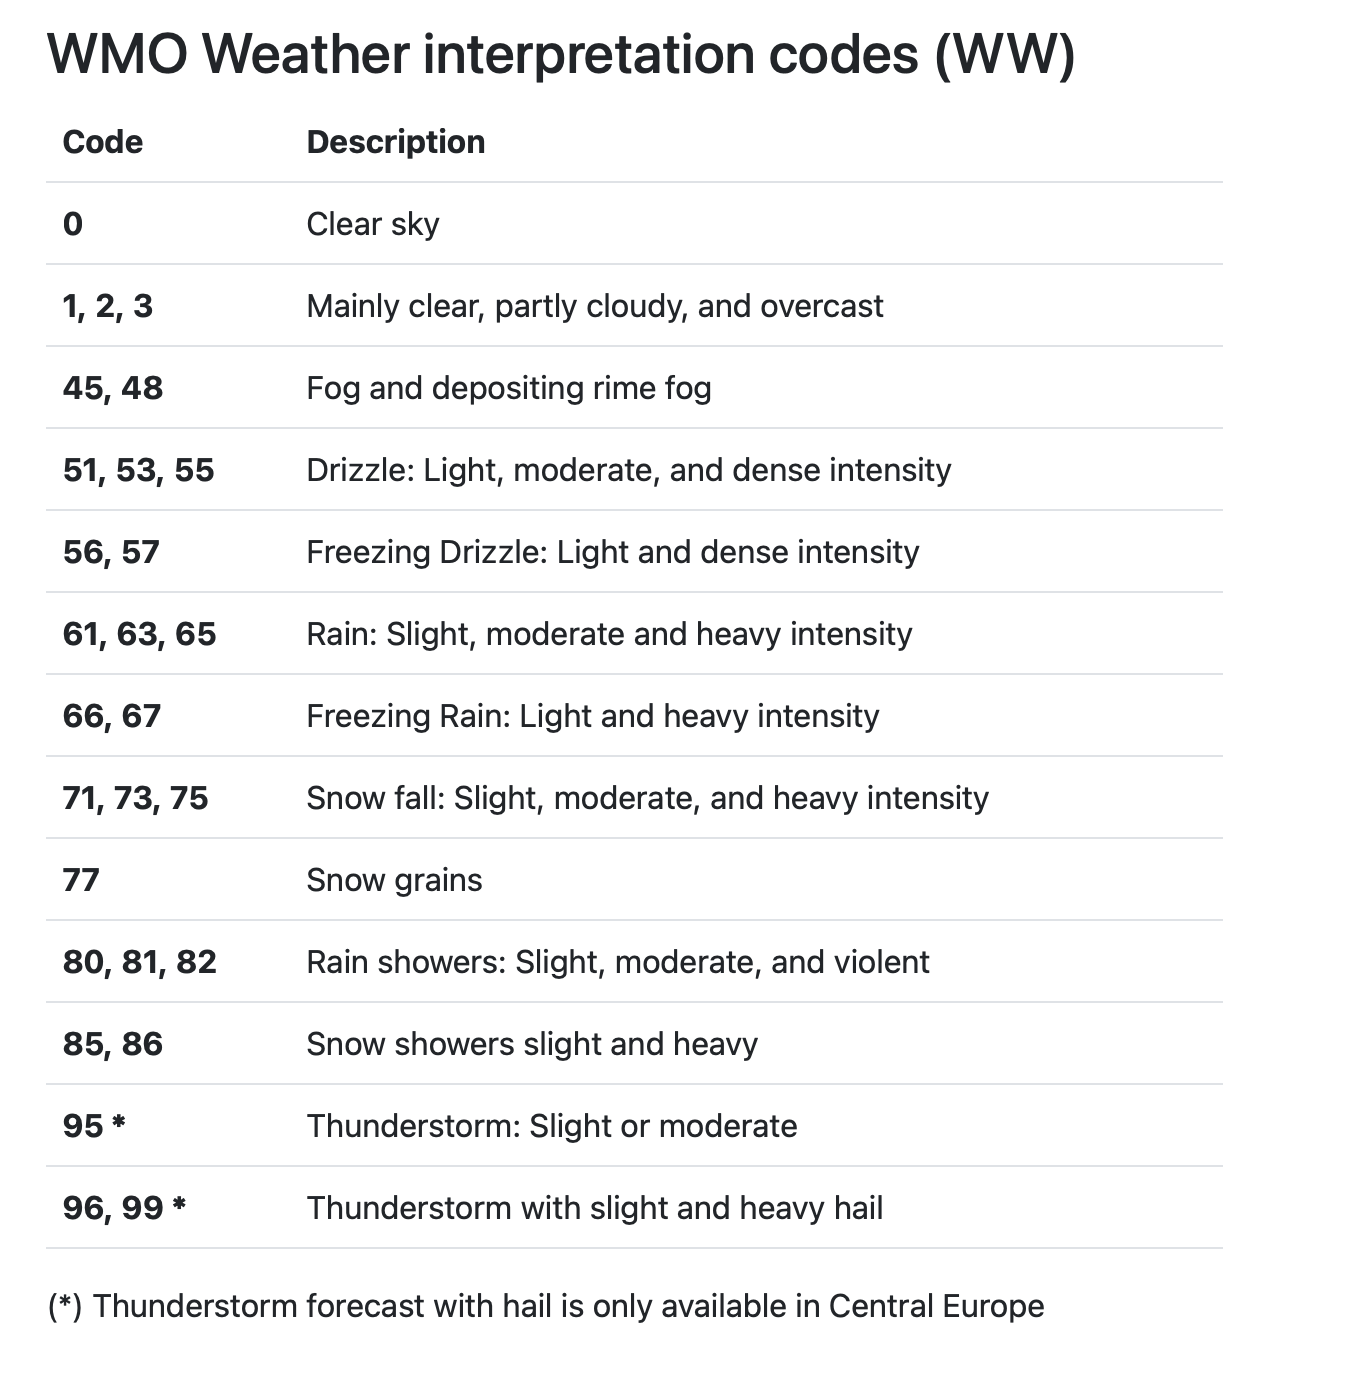 WMO Weather interpretation codes (WW)
Code Description
0 Clear sky
1, 2, 3 Mainly clear, partly cloudy, and overcast
45, 48 Fog and depositing rime fog
51, 53, 55 Drizzle: Light, moderate, and dense intensity
56, 57 Freezing Drizzle: Light and dense intensity
61, 63, 65 Rain: Slight, moderate and heavy intensity
66, 67 Freezing Rain: Light and heavy intensity
71, 73, 75 Snow fall: Slight, moderate, and heavy intensity
77 Snow grains
80, 81, 82 Rain showers: Slight, moderate, and violent
85, 86 Snow showers slight and heavy
95 * Thunderstorm: Slight or moderate
96, 99 * Thunderstorm with slight and heavy hail
(*) Thunderstorm forecast with hail is only available in Central Europe